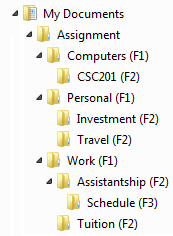 My Documents
Assignment
Computers (F1)
CSC201 (F2)
Personal (F1)
Investment (F2)
Travel (F2)
Work (F1)
Assistantship (F2)
Schedule (F3)
Tuition (F2)